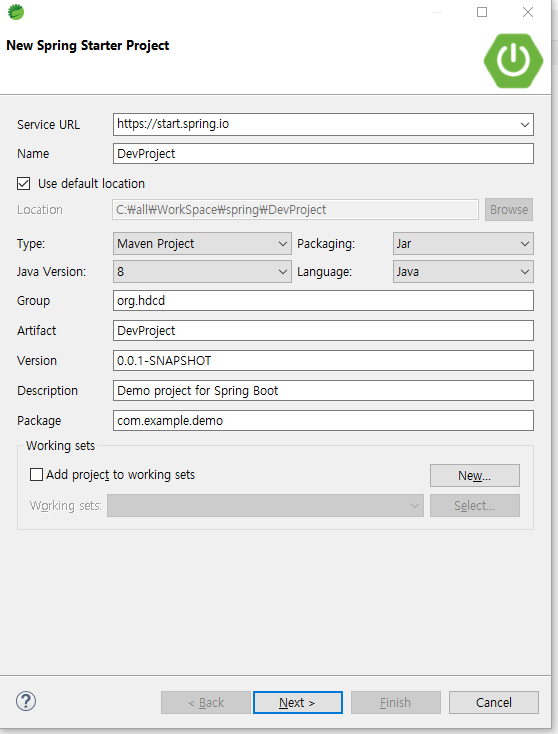 New Spring Starter Project
Service URL https://start.spring.io
Name DevProject
Use default location
Location C:₩all₩WorkSpace₩spring₩DevProject Browse
Type: Maven Project Packaging: Jar
Java Version: 8 Language: Java
Group org.hdcd
Artifact DevProject
Version 0.0.1-SNAPSHOT
Description Demo project for Spring Boot
Package com.example.demo
Working sets
Add project to working sets New...
Working sets: Select...
? < Back Next > Finish Cancel